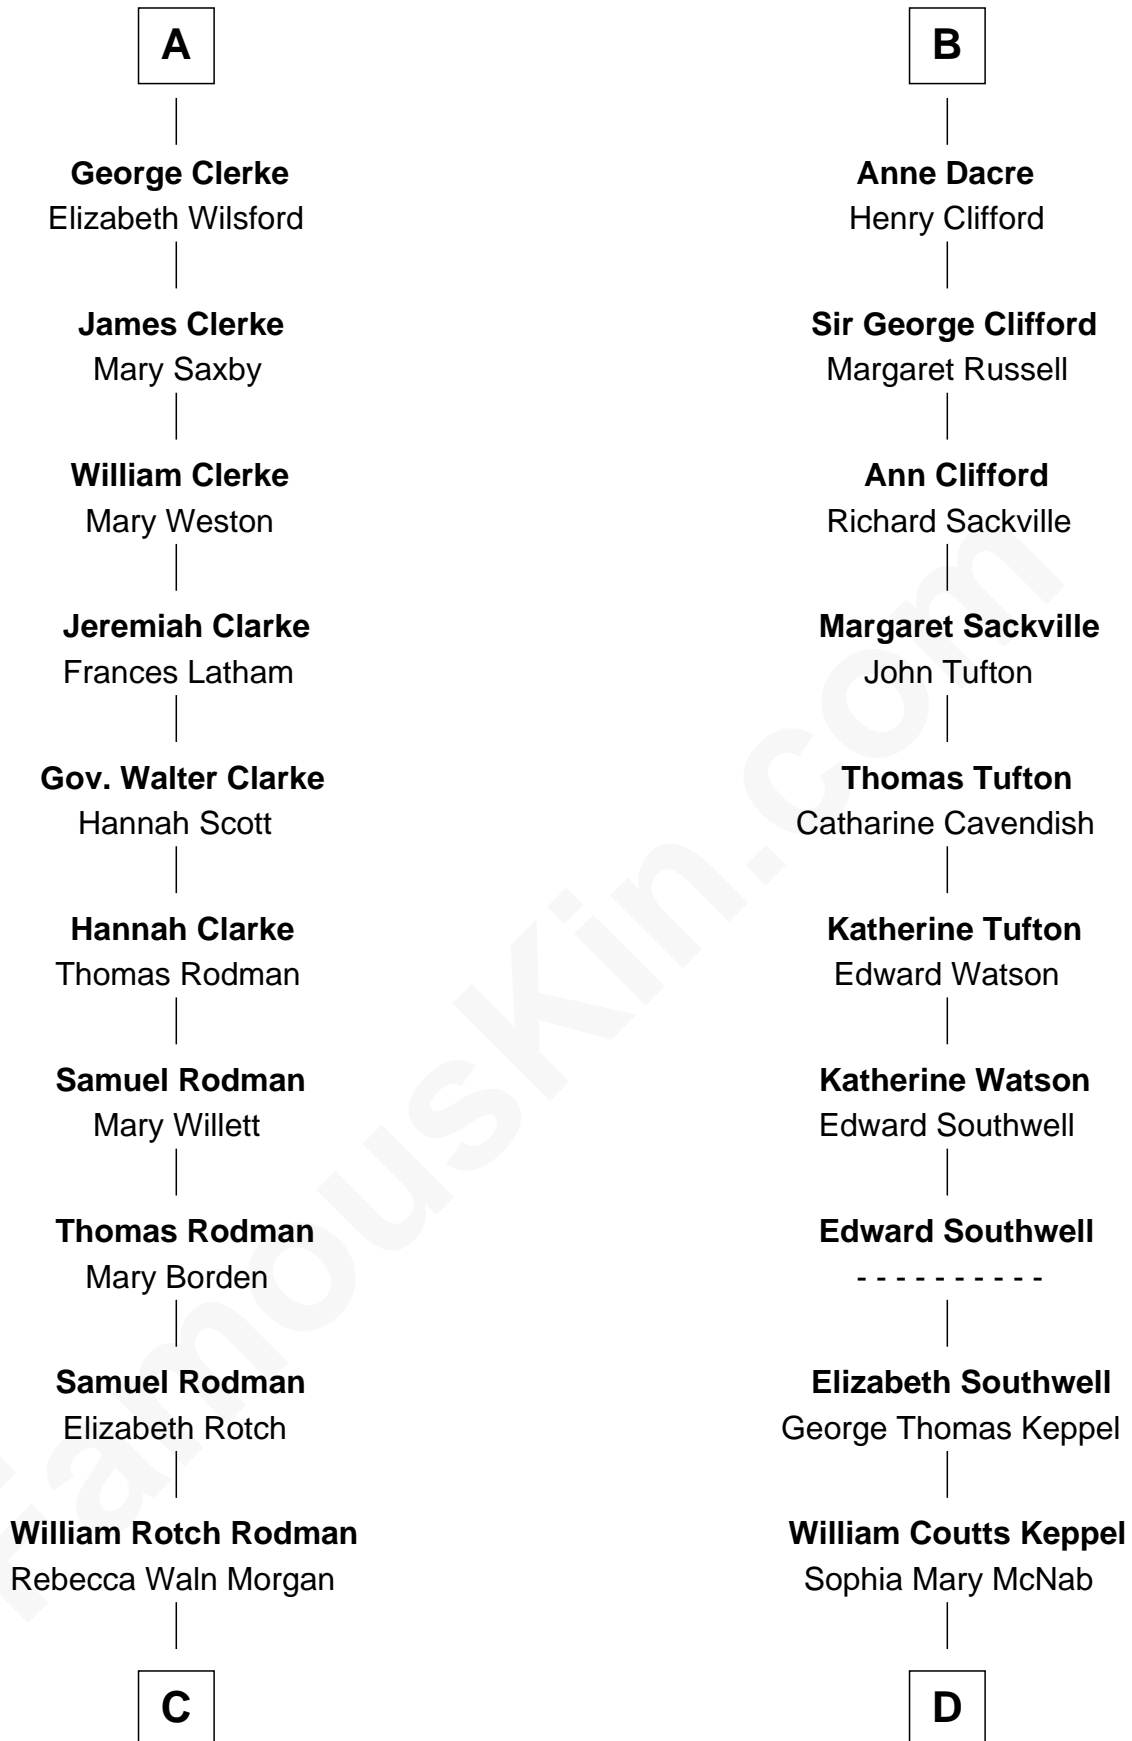 A
George Clerke
Elizabeth Wilsford
James Clerke
Mary Saxby
William Clerke
Mary Weston
Jeremiah Clarke
Frances Latham
Gov. Walter Clarke
Hannah Scott
Hannah Clarke
Thomas Rodman
Samuel Rodman
Mary Willett
Thomas Rodman
Mary Borden
Samuel Rodman
Elizabeth Rotch
William Rotch Rodman
Rebecca Waln Morgan
C
B
Anne Dacre
Henry Clifford
Sir George Clifford
Margaret Russell
Ann Clifford
Richard Sackville
Margaret Sackville
John Tufton
Thomas Tufton
Catharine Cavendish
Katherine Tufton
Edward Watson
Katherine Watson
Edward Southwell
Edward Southwell
- - - - - - - - - -
Elizabeth Southwell
George Thomas Keppel
William Coutts Keppel
Sophia Mary McNab
D
FamousKin.com